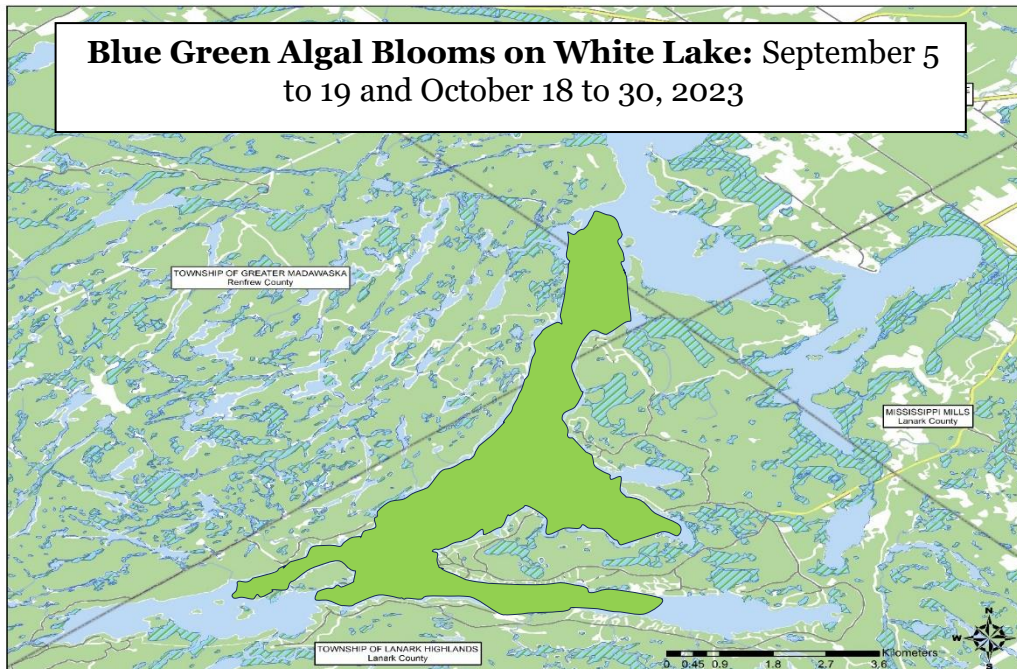 Blue Green Algal Blooms on White Lake: September 5
to 19 and October 18 to 30, 2023
TOWNSHIP OF GREATER MADAWASKA
Renfrew County
MISSISSIPPI MILLS
Lanark County
TOWNSHIP OF LANARK HIGHLANDS
Lanark County
N
W
S
Kilometers
0 0.45 0.9 1.8 2.7 3.6